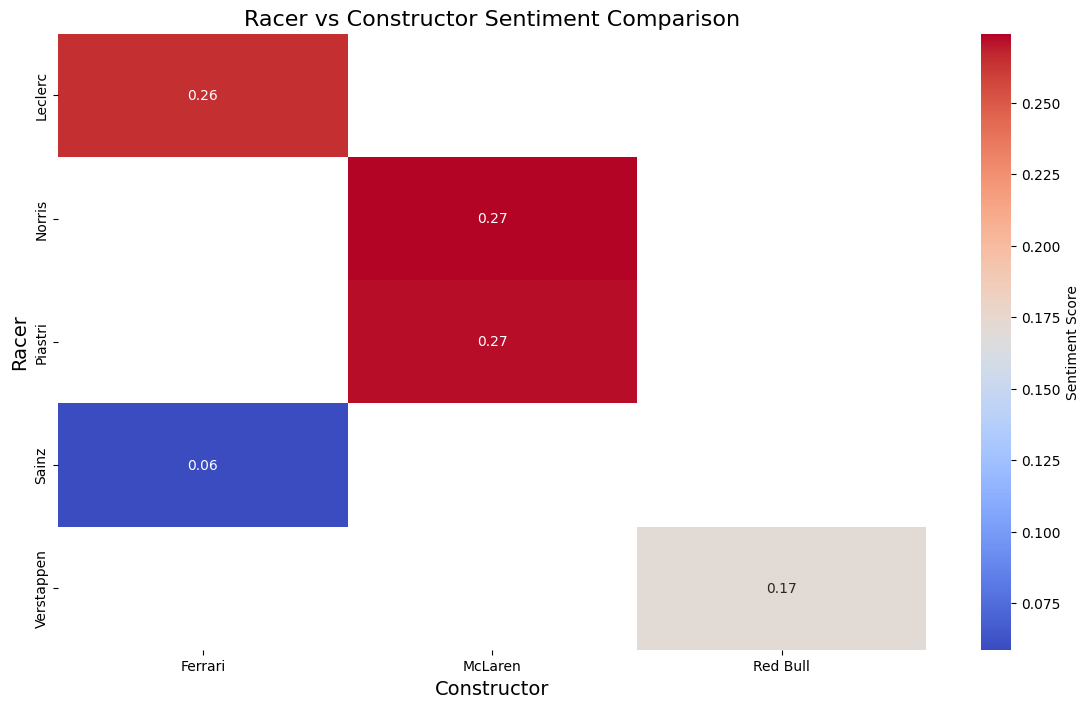 Racer vs Constructor Sentiment Comparison
Racer
Leclerc
Norris
Piastri
Sainz
Verstappen
0.26
0.27
0.27
0.06
0.17
Ferrari
McLaren
Red Bull
Constructor
0.250
0.225
0.200
0.175
0.150
0.125
0.100
0.075
Sentiment Score